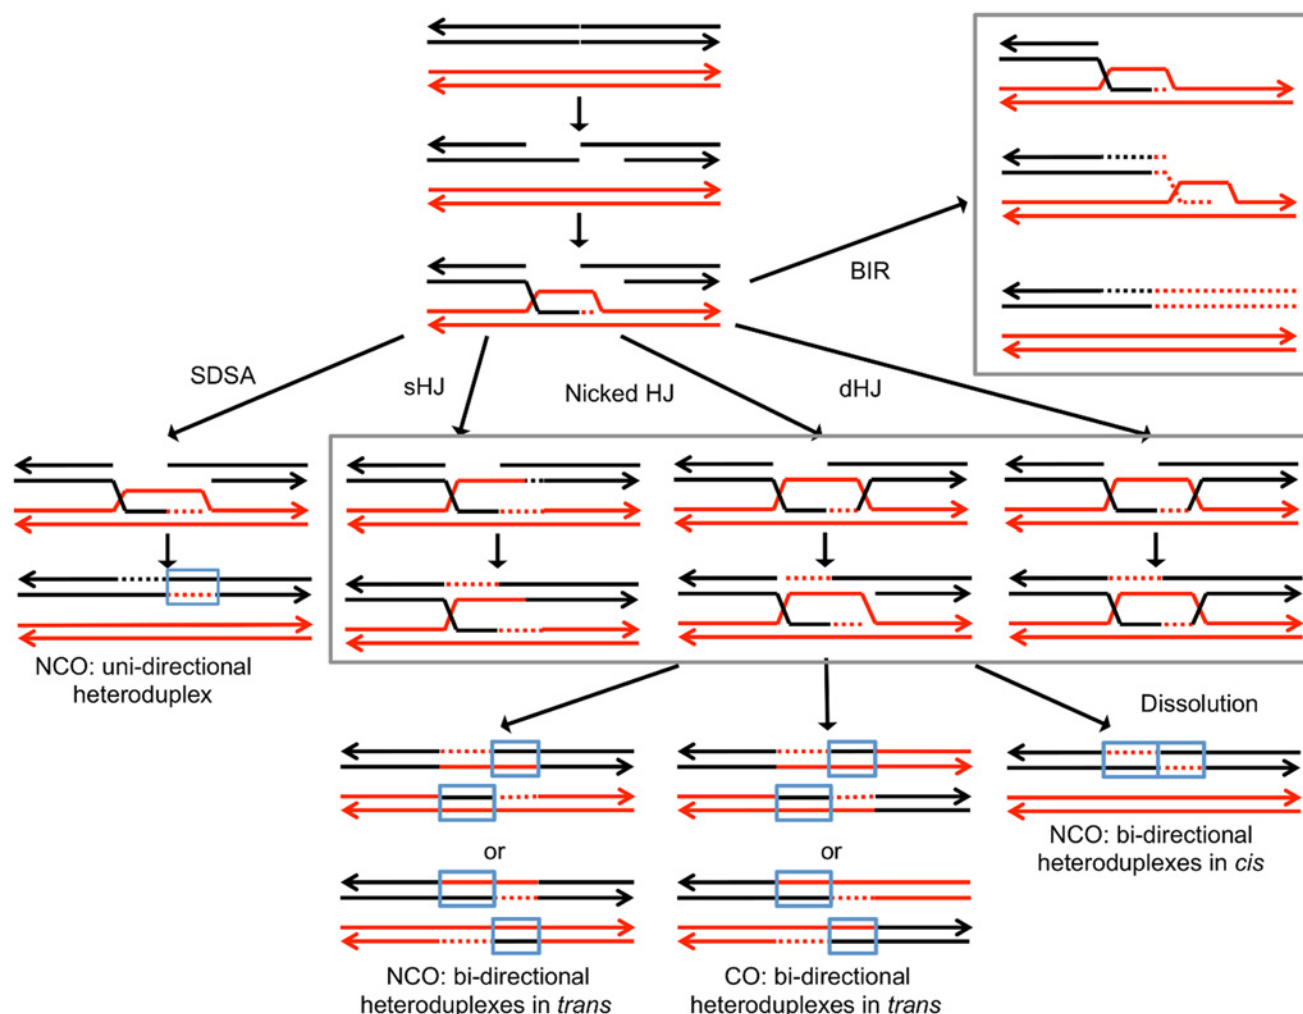 BIR
SDSA
sHJ
Nicked HJ
dHJ
NCO: uni-directional
heteroduplex
Dissolution
NCO: bi-directional
heteroduplexes in cis
or
or
NCO: bi-directional
heteroduplexes in trans
CO: bi-directional
heteroduplexes in trans